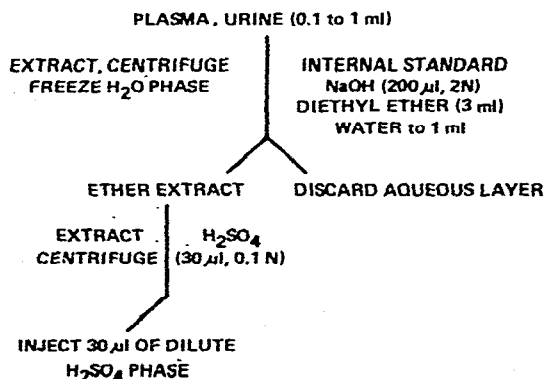 PLASMA, URINE (0.1 to 1 ml)
EXTRACT, CENTRIFUGE
FREEZE H₂O PHASE
INTERNAL STANDARD
NaOH (200 µl, 2N)
DIETHYL ETHER (3 ml)
WATER to 1 ml
ETHER EXTRACT
DISCARD AQUEOUS LAYER
EXTRACT
CENTRIFUGE
H₂SO₄
(30 µl, 0.1 N)
INJECT 30 µl OF DILUTE
H₂SO₄ PHASE